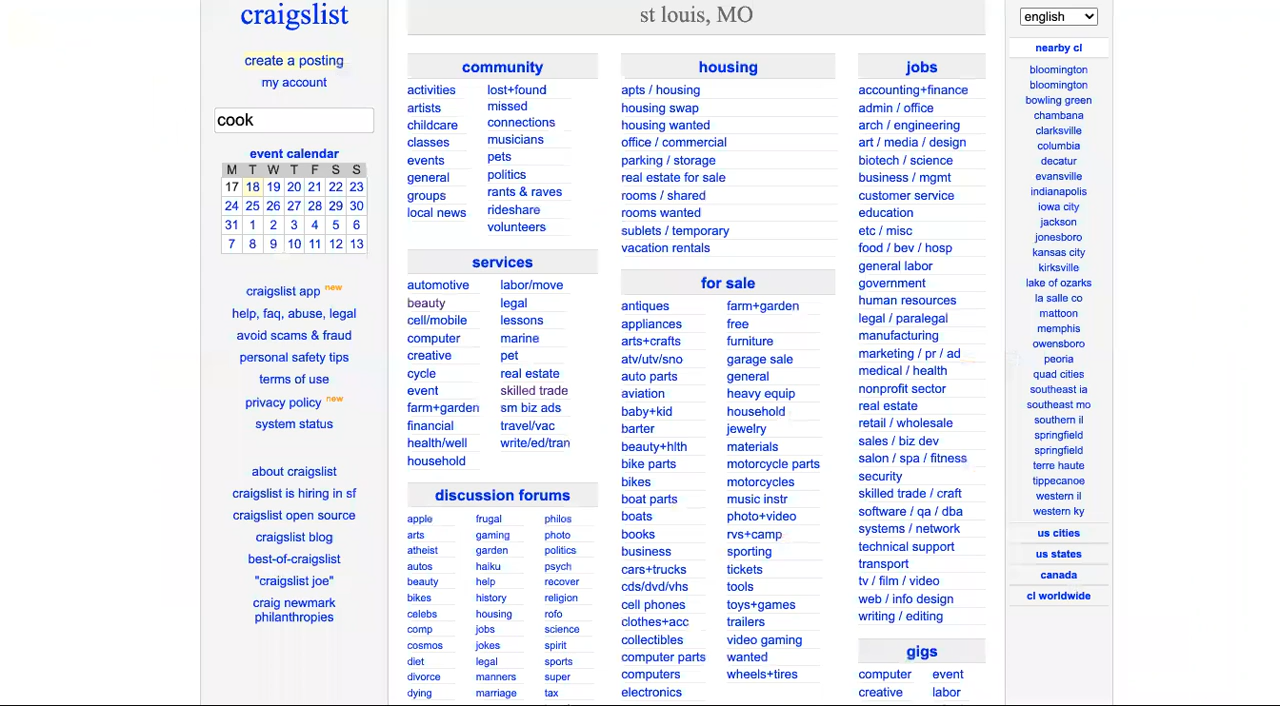 craigslist
create a posting
my account
cook
event calendar
M T W T F S S
17 18 19 20 21 22 23
24 25 26 27 28 29 30
31 1 2 3 4 5 6
7 8 9 10 11 12 13
craigslist app new
help, faq, abuse, legal
avoid scams & fraud
personal safety tips
terms of use
privacy policy new
system status
about craigslist
craigslist is hiring in sf
craigslist open source
craigslist blog
best-of-craigslist
"craigslist joe"
craig newmark
philanthropies
st louis, MO
community
activities
artists
childcare
classes
events
general
groups
local news
lost+found
missed
connections
musicians
pets
politics
rants & raves
rideshare
volunteers
services
automotive
beauty
cell/mobile
computer
creative
cycle
event
farm+garden
financial
health/well
household
labor/move
legal
lessons
marine
pet
real estate
skilled trade
sm biz ads
travel/vac
write/ed/tran
discussion forums
apple
arts
atheist
autos
beauty
bikes
celebs
comp
cosmos
diet
divorce
dying
frugal
gaming
garden
haiku
help
history
housing
jobs
jokes
legal
manners
marriage
philos
photo
politics
psych
recover
religion
rofo
science
spirit
sports
super
tax
housing
apts / housing
housing swap
housing wanted
office / commercial
parking / storage
real estate for sale
rooms / shared
rooms wanted
sublets / temporary
vacation rentals
for sale
antiques
appliances
arts+crafts
atv/utv/sno
auto parts
aviation
baby+kid
barter
beauty+hlth
bike parts
bikes
boat parts
boats
books
business
cars+trucks
cds/dvd/vhs
cell phones
clothes+acc
collectibles
computer parts
computers
electronics
farm+garden
free
furniture
garage sale
general
heavy equip
household
jewelry
materials
motorcycle parts
motorcycles
music instr
photo+video
rvs+camp
sporting
tickets
tools
toys+games
trailers
video gaming
wanted
wheels+tires
jobs
accounting+finance
admin / office
arch / engineering
art / media / design
biotech / science
business / mgmt
customer service
education
etc / misc
food / bev / hosp
general labor
government
human resources
legal / paralegal
manufacturing
marketing / pr / ad
medical / health
nonprofit sector
real estate
retail / wholesale
sales / biz dev
salon / spa / fitness
security
skilled trade / craft
software / qa / dba
systems / network
technical support
transport
tv / film / video
web / info design
writing / editing
gigs
computer
creative
event
labor
english
nearby cl
bloomington
bloomington
bowling green
chambana
clarksville
columbia
decatur
evansville
indianapolis
iowa city
jackson
jonesboro
kansas city
kirksville
lake of ozarks
la salle co
mattoon
memphis
owensboro
peoria
quad cities
southeast ia
southeast mo
southern il
springfield
springfield
terre haute
tippecanoe
western il
western ky
us cities
us states
canada
cl worldwide